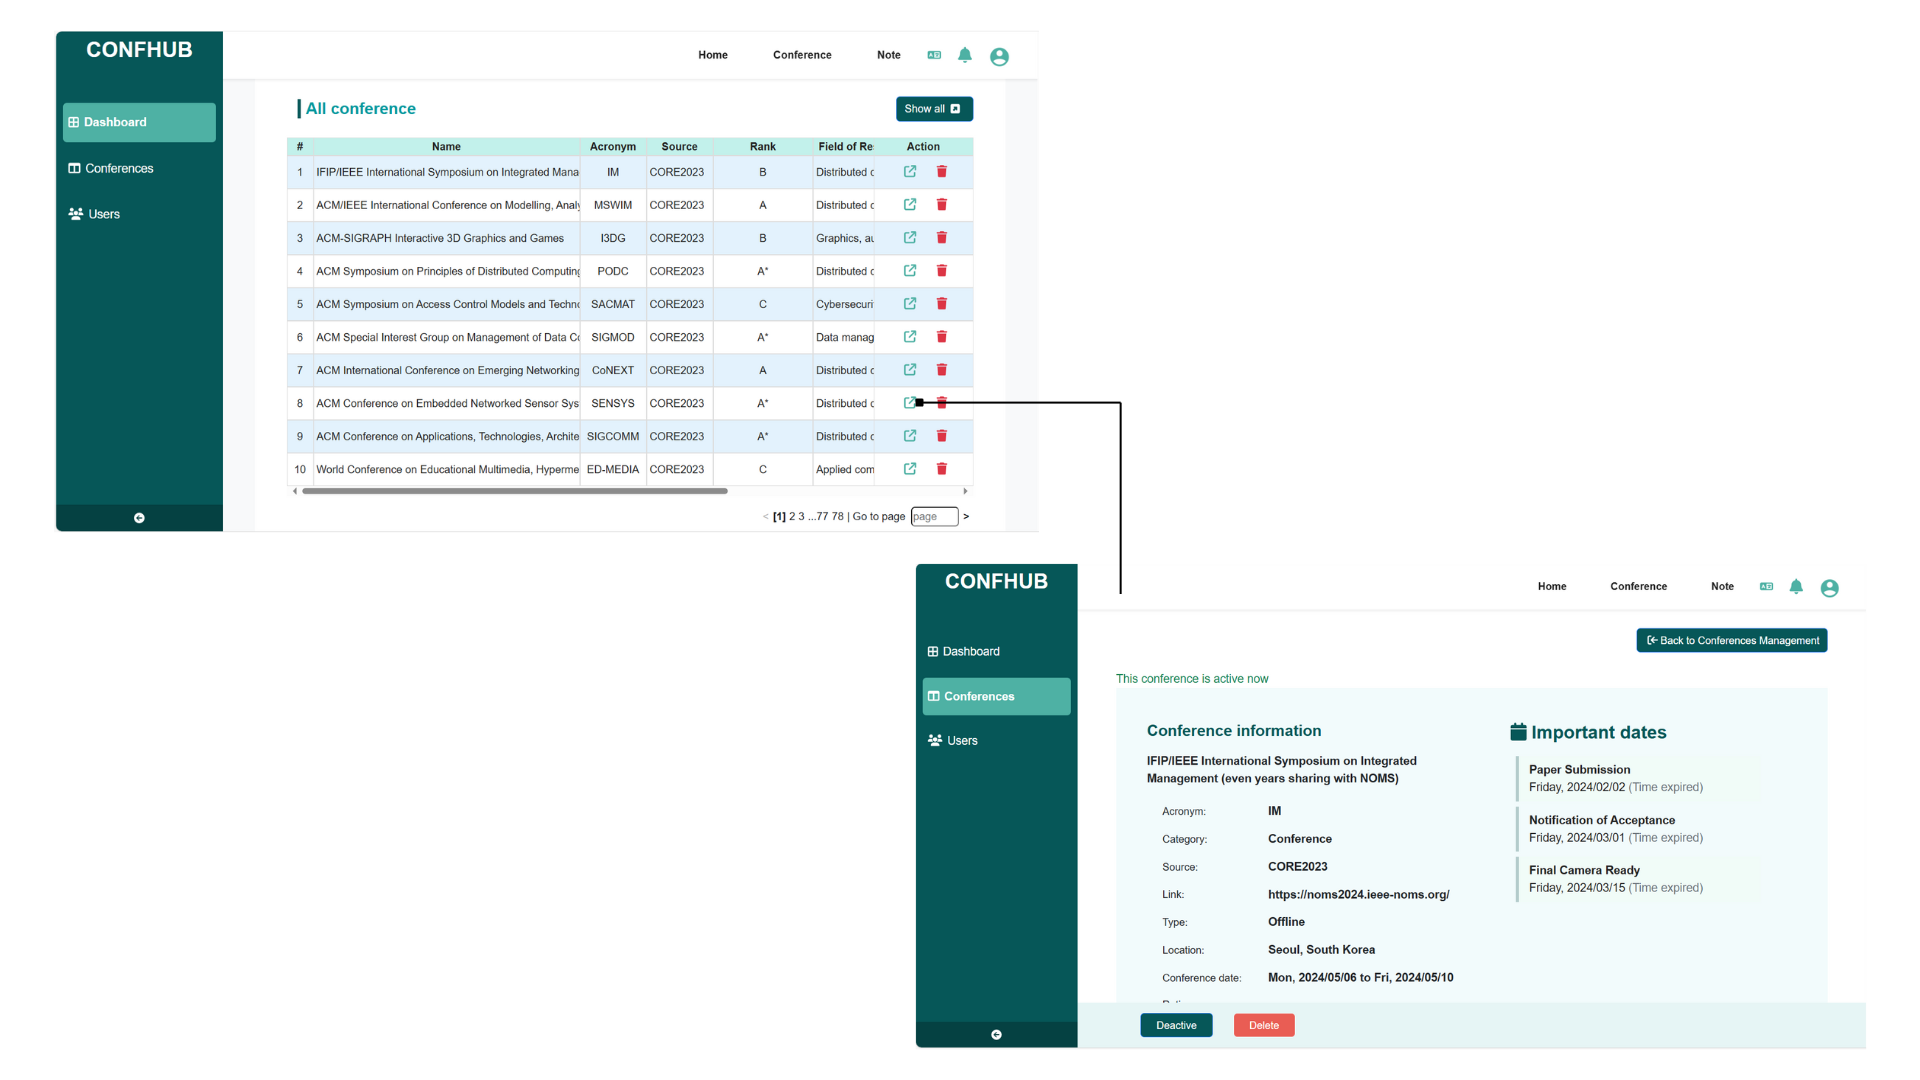 CONFHUB
Home Conference Note
Dashboard
Conferences
Users
All conference
Show all
# Name Acronym Source Rank Field of Re Action
1 IFIP/IEEE International Symposium on Integrated Mana IM CORE2023 B Distributed c
2 ACM/IEEE International Conference on Modelling, Analy MSWIM CORE2023 A Distributed c
3 ACM-SIGRAPH Interactive 3D Graphics and Games I3DG CORE2023 B Graphics, au
4 ACM Symposium on Principles of Distributed Computing PODC CORE2023 A* Distributed c
5 ACM Symposium on Access Control Models and Techno SACMAT CORE2023 C Cybersecuri
6 ACM Special Interest Group on Management of Data Co SIGMOD CORE2023 A* Data manag
7 ACM International Conference on Emerging Networking CoNEXT CORE2023 A Distributed c
8 ACM Conference on Embedded Networked Sensor Sys SENSYS CORE2023 A* Distributed c
9 ACM Conference on Applications, Technologies, Archite SIGCOMM CORE2023 A* Distributed c
10 World Conference on Educational Multimedia, Hyperme ED-MEDIA CORE2023 C Applied com
< [1] 2 3 ...77 78 | Go to page page >
CONFHUB
Home Conference Note
Dashboard
Conferences
Users
Back to Conferences Management
This conference is active now
Conference information
IFIP/IEEE International Symposium on Integrated
Management (even years sharing with NOMS)
Acronym: IM
Category: Conference
Source: CORE2023
Link: https://noms2024.ieee-noms.org/
Type: Offline
Location: Seoul, South Korea
Conference date: Mon, 2024/05/06 to Fri, 2024/05/10
Important dates
Paper Submission
Friday, 2024/02/02 (Time expired)
Notification of Acceptance
Friday, 2024/03/01 (Time expired)
Final Camera Ready
Friday, 2024/03/15 (Time expired)
Deactive Delete